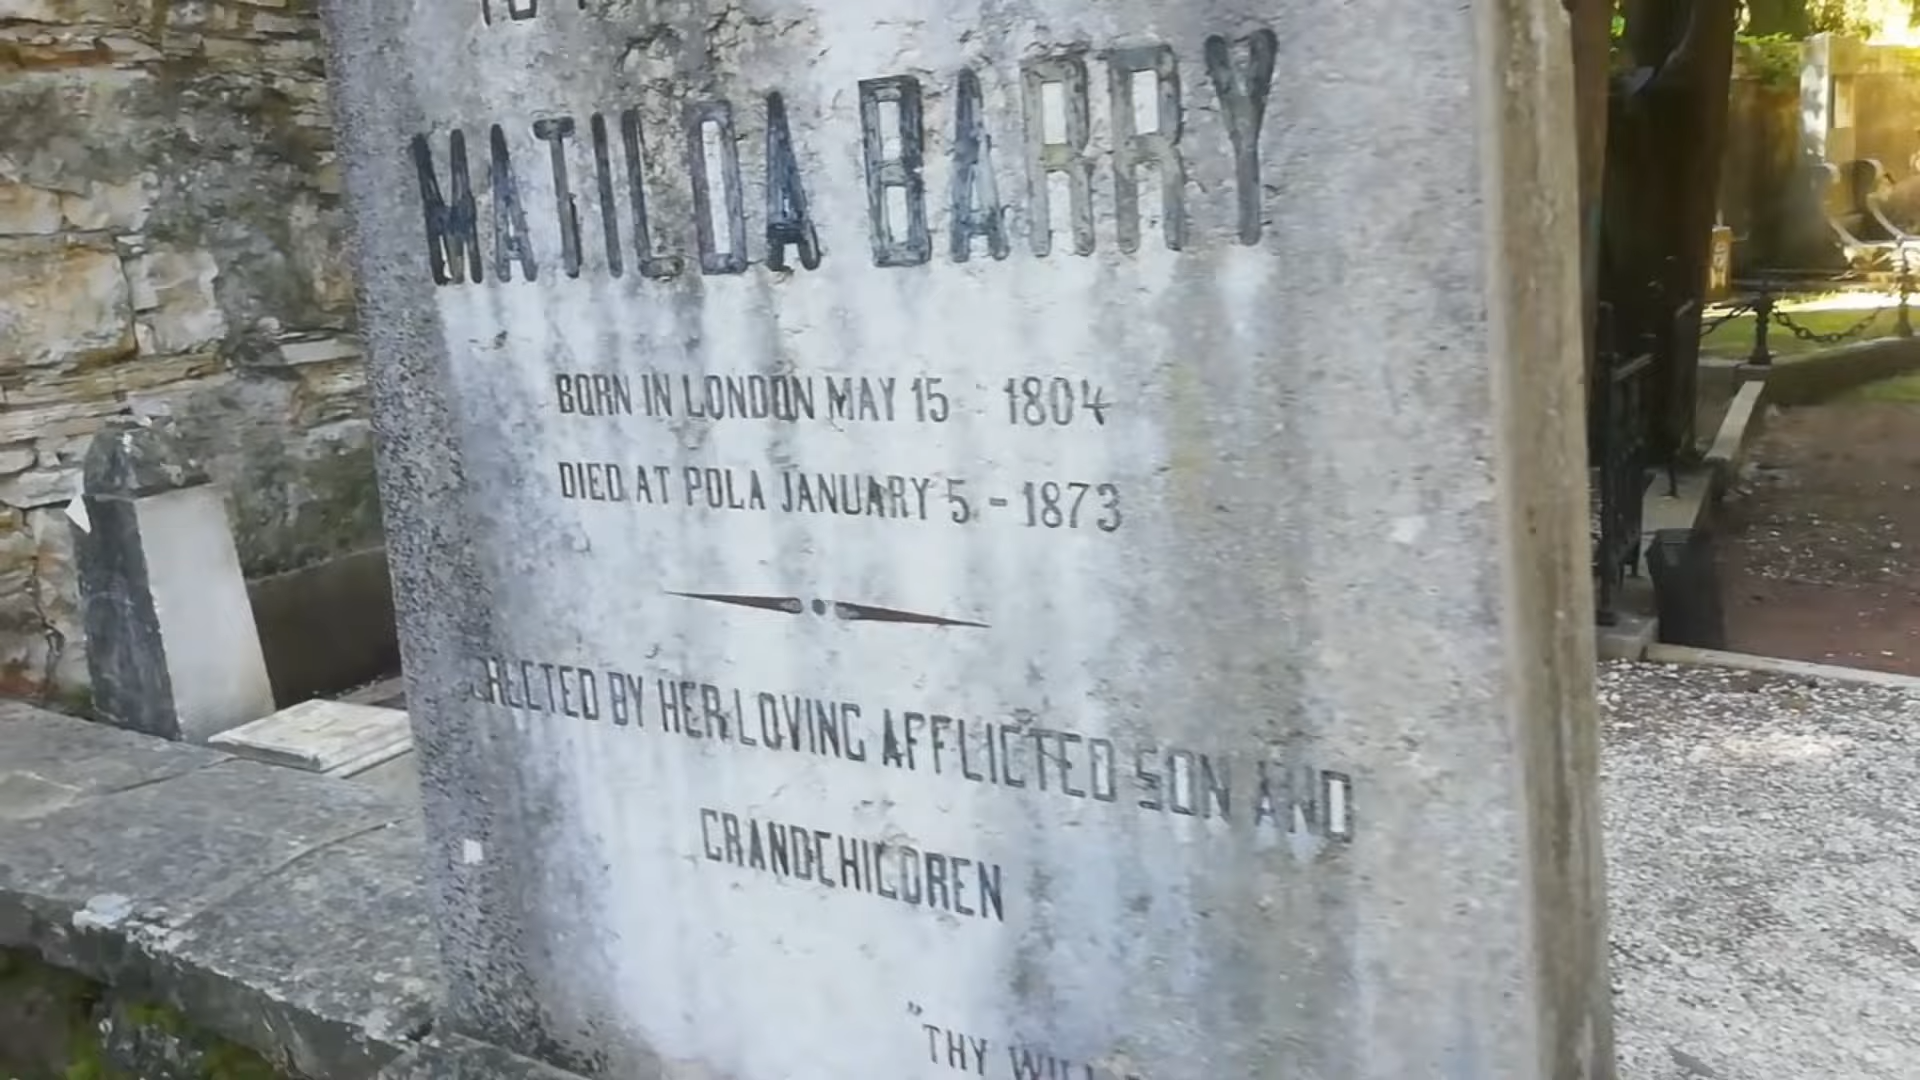 MATILDA BARRY
BORN IN LONDON MAY 15 - 1804
DIED AT POLA JANUARY 5 - 1873
ERECTED BY HER LOVING AFFLICTED SON AND
GRANDCHILDREN
"THY